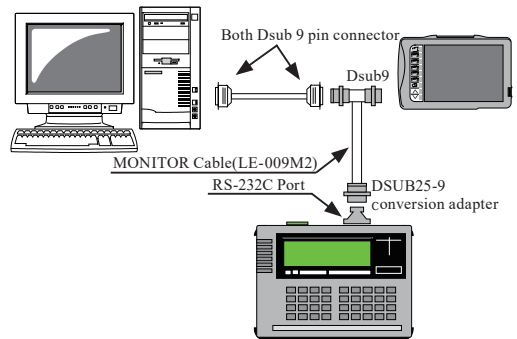 Both Dsub 9 pin connector
Dsub9
MONITOR Cable(LE-009M2)
RS-232C Port
DSUB25-9
conversion adapter